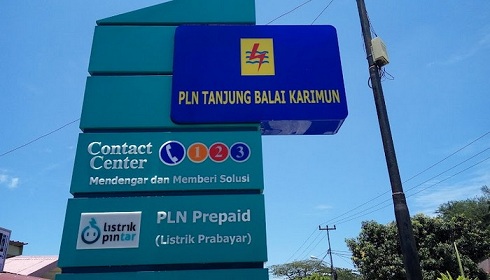 PLN TANJUNG BALAI KARIMUN
Contact
Center
123
Mendengar dan Memberi Solusi
listrik
pintar
PLN Prepaid
(Listrik Prabayar)